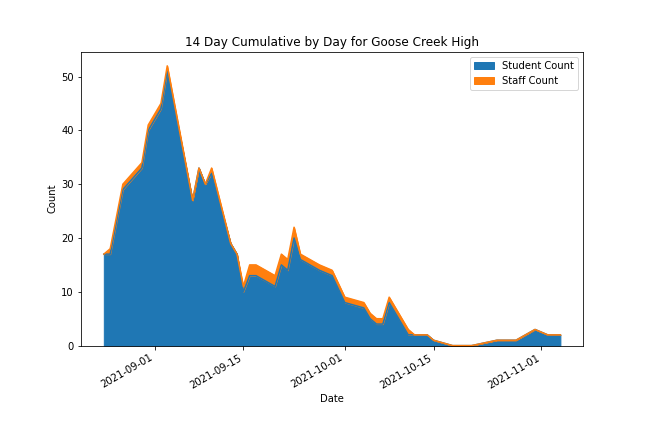 14 Day Cumulative by Day for Goose Creek High
Student Count
Staff Count
50
40
30
20
10
0
Count
2021-09-01
2021-09-15
2021-10-01
2021-10-15
2021-11-01
Date